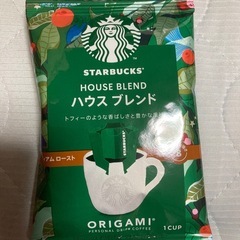 STARBUCKS
HOUSE BLEND
ハウス ブレンド
トフィーのような香ばしさと豊かな
アム ロースト
ORIGAMI®
PERSONAL DRIP COFFEE
1 CUP